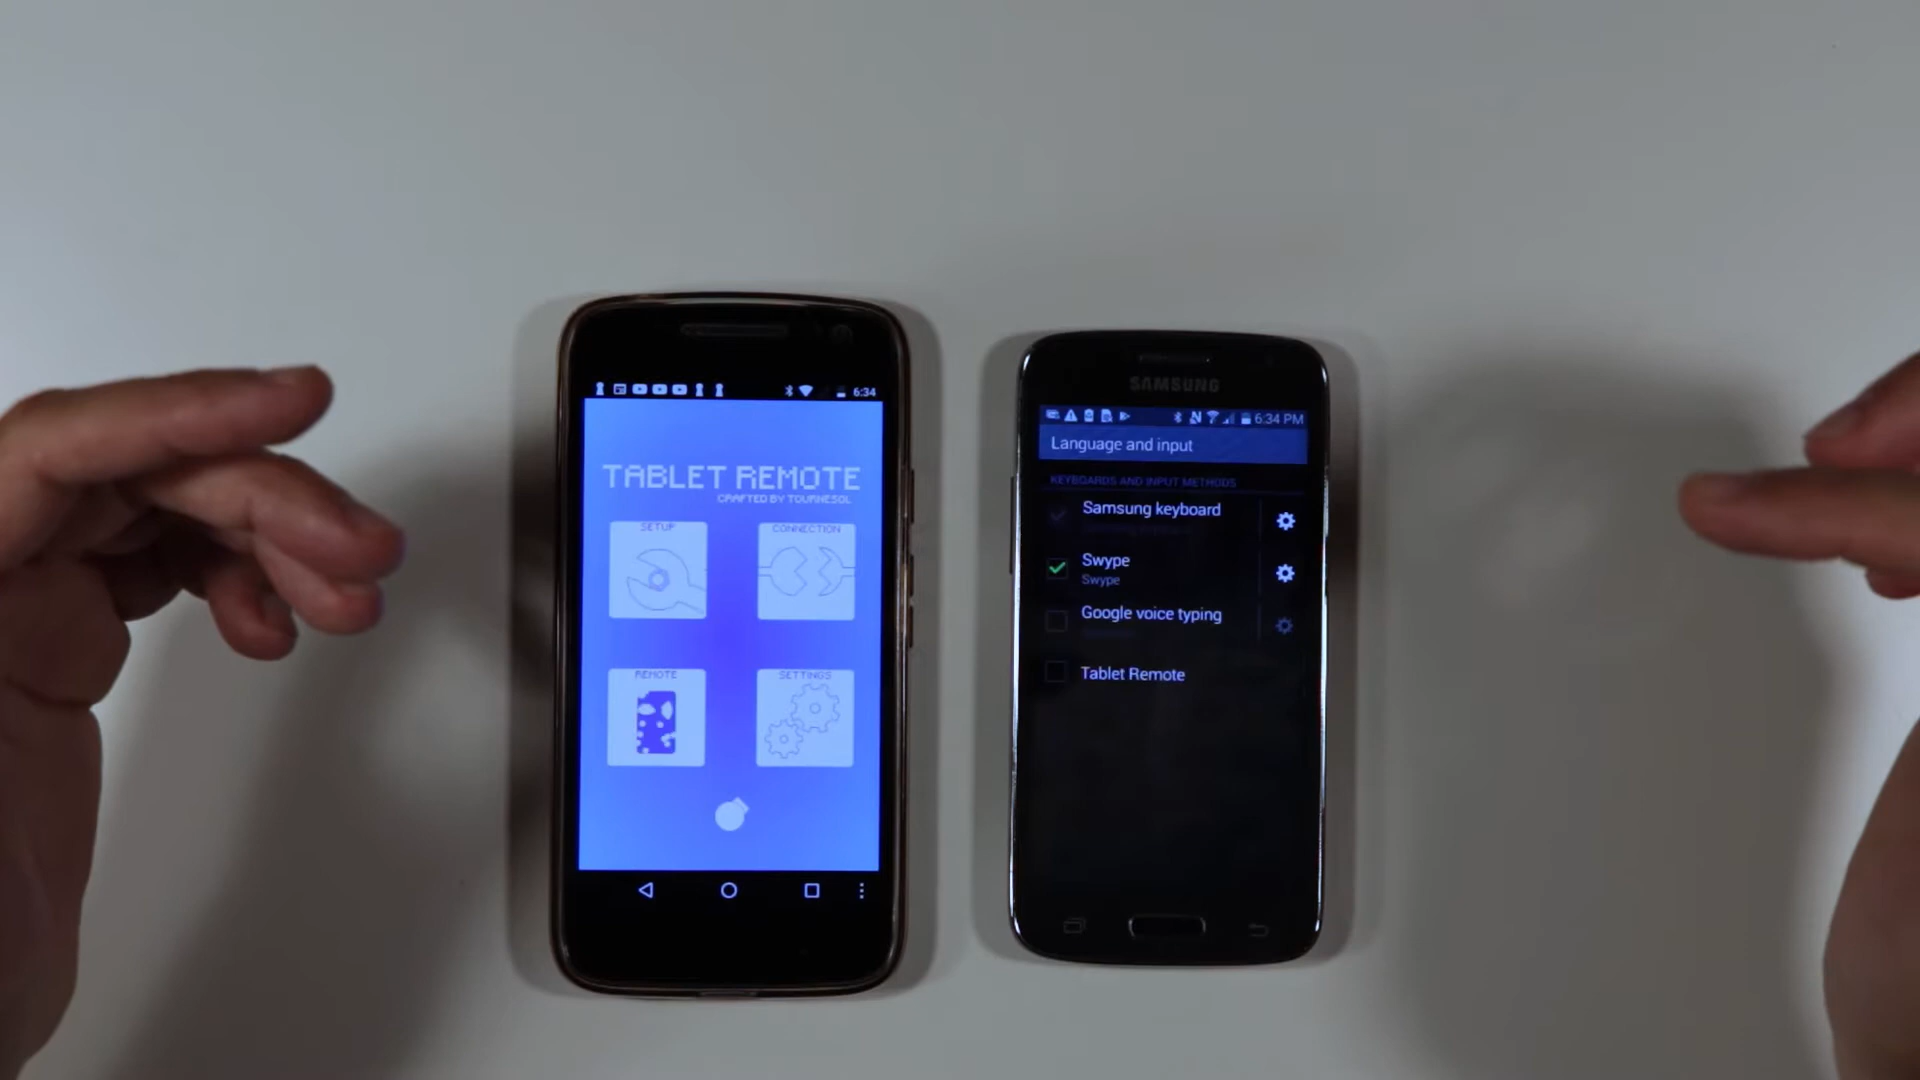 6:34
TABLET REMOTE
CRAFTED BY TOURNESOL
SETUP
CONNECTION
REMOTE
SETTINGS
SAMSUNG
6:34 PM
Language and input
KEYBOARDS AND INPUT METHODS
Samsung keyboard
Swype
Swype
Google voice typing
Tablet Remote